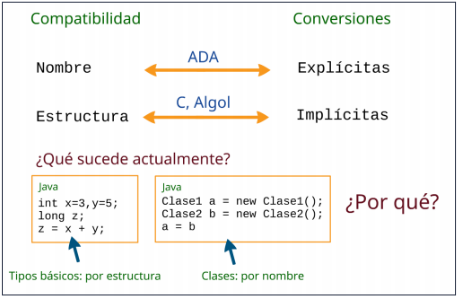 Compatibilidad Conversiones
ADA
Nombre Explícitas
C, Algol
Estructura Implícitas
¿Qué sucede actualmente?
Java
int x=3,y=5;
long z;
z = x + y;
Java
Clase1 a = new Clase1();
Clase2 b = new Clase2();
a = b
¿Por qué?
Tipos básicos: por estructura
Clases: por nombre